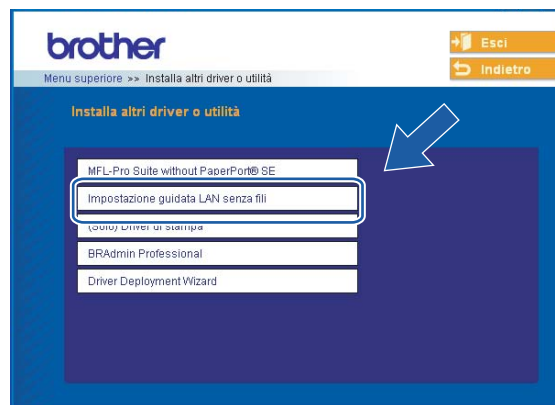 brother
Esci
Indietro
Menu superiore >> Installa altri driver o utilità
Installa altri driver o utilità
MFL-Pro Suite without PaperPort® SE
Impostazione guidata LAN senza fili
(Solo) Driver di stampa
BRAdmin Professional
Driver Deployment Wizard